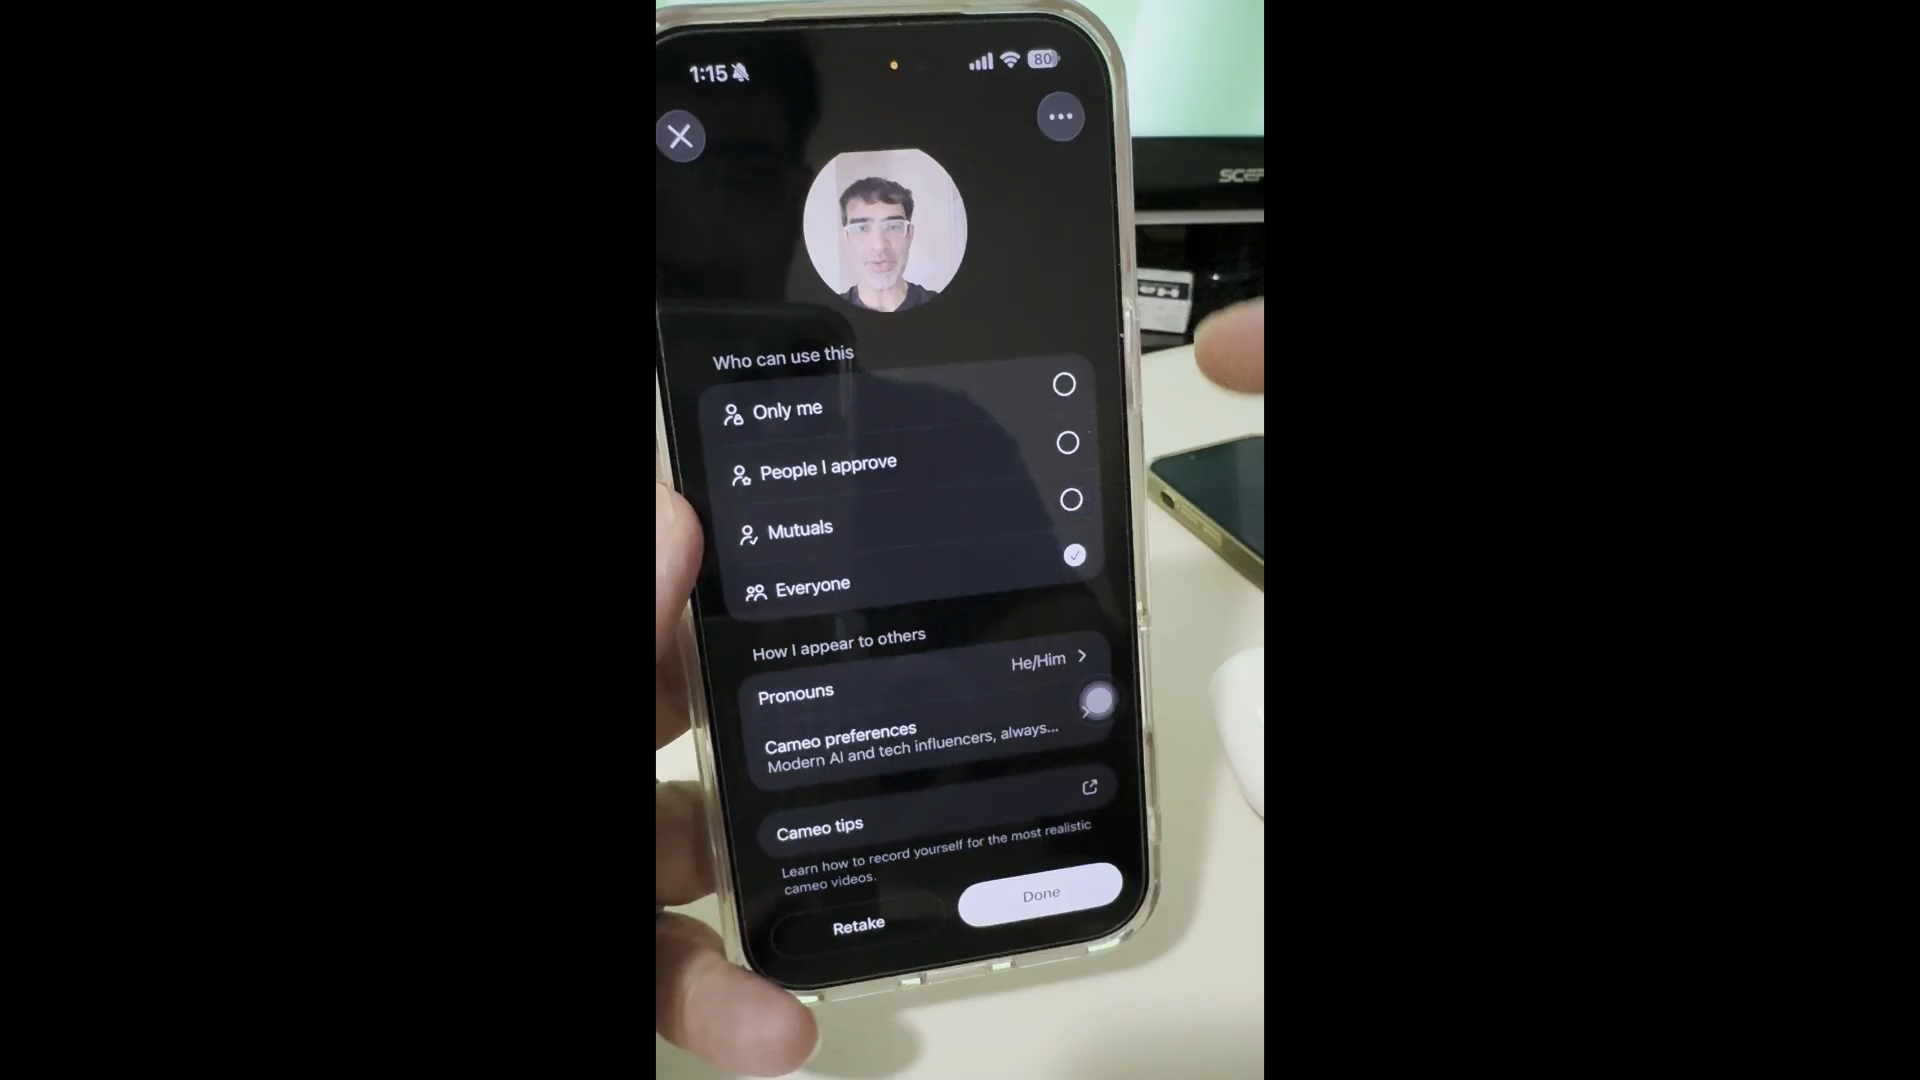 1:15
80
Who can use this
Only me
People I approve
Mutuals
Everyone
How I appear to others
Pronouns
He/Him
Cameo preferences
Modern AI and tech influencers, always...
Cameo tips
Learn how to record yourself for the most realistic
cameo videos.
Retake
Done